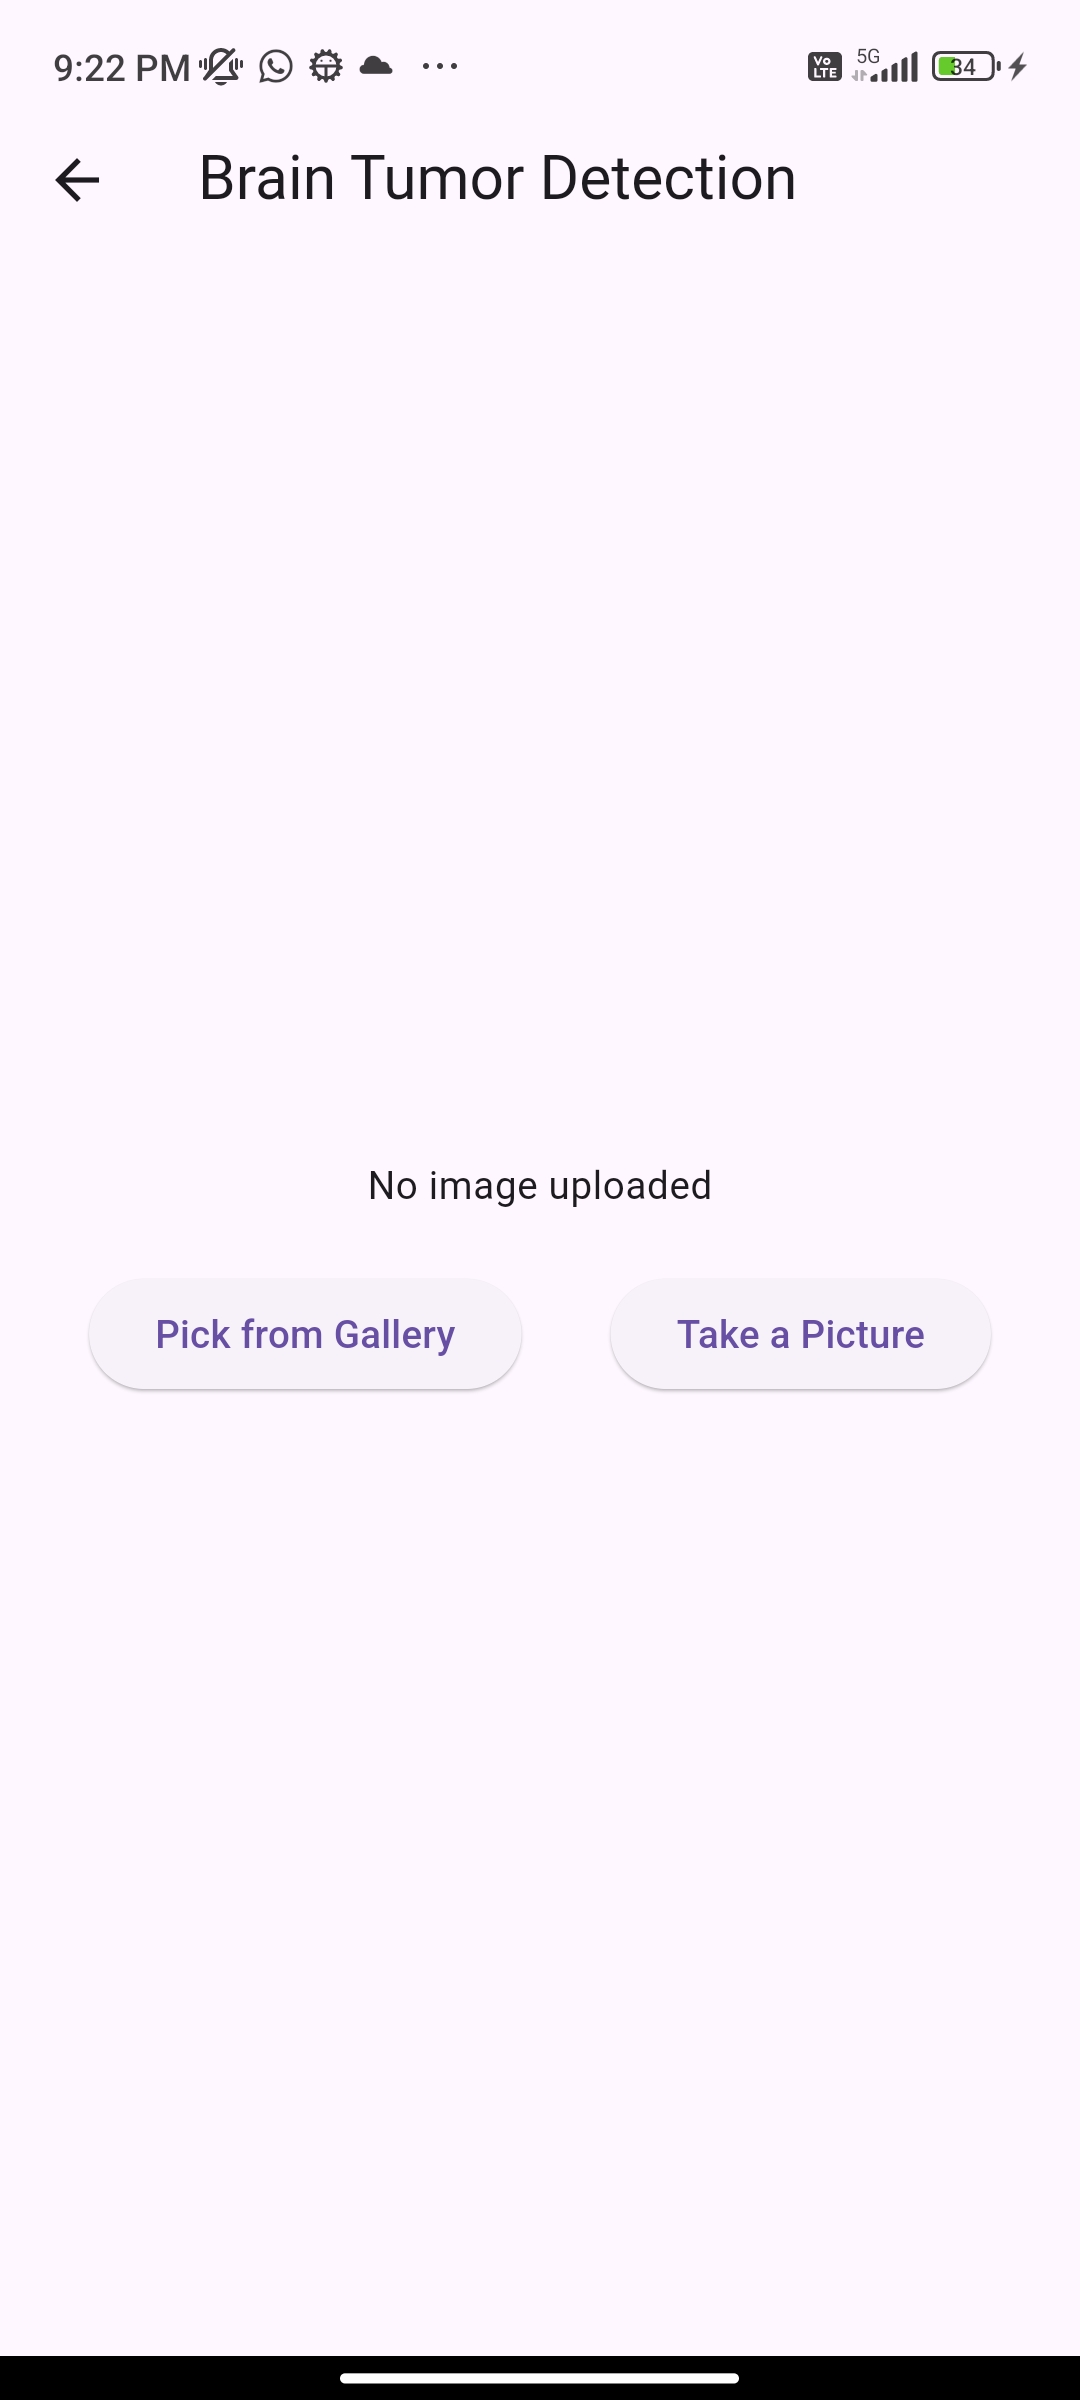 9:22 PM
Vo LTE 5G 34
Brain Tumor Detection
No image uploaded
Pick from Gallery
Take a Picture